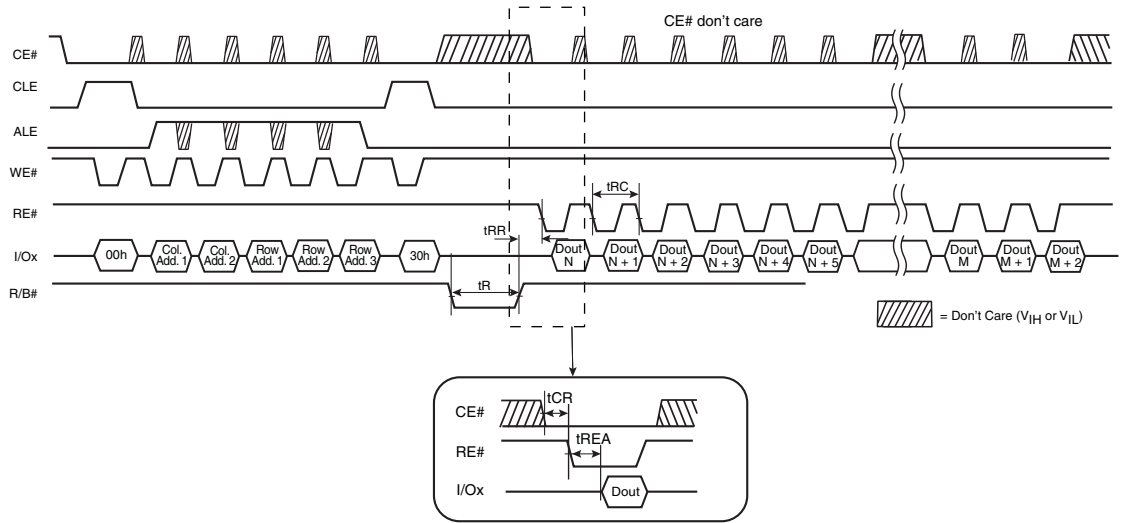 CE# don't care
CE#
CLE
ALE
WE#
RE#
tRC
tRR
I/Ox
00h
Col.
Add. 1
Col.
Add. 2
Row
Add. 1
Row
Add. 2
Row
Add. 3
30h
Dout
N
Dout
N + 1
Dout
N + 2
Dout
N + 3
Dout
N + 4
Dout
N + 5
Dout
M
Dout
M + 1
Dout
M + 2
R/B#
tR
= Don't Care (VIH or VIL)
CE#
tCR
RE#
tREA
I/Ox
Dout